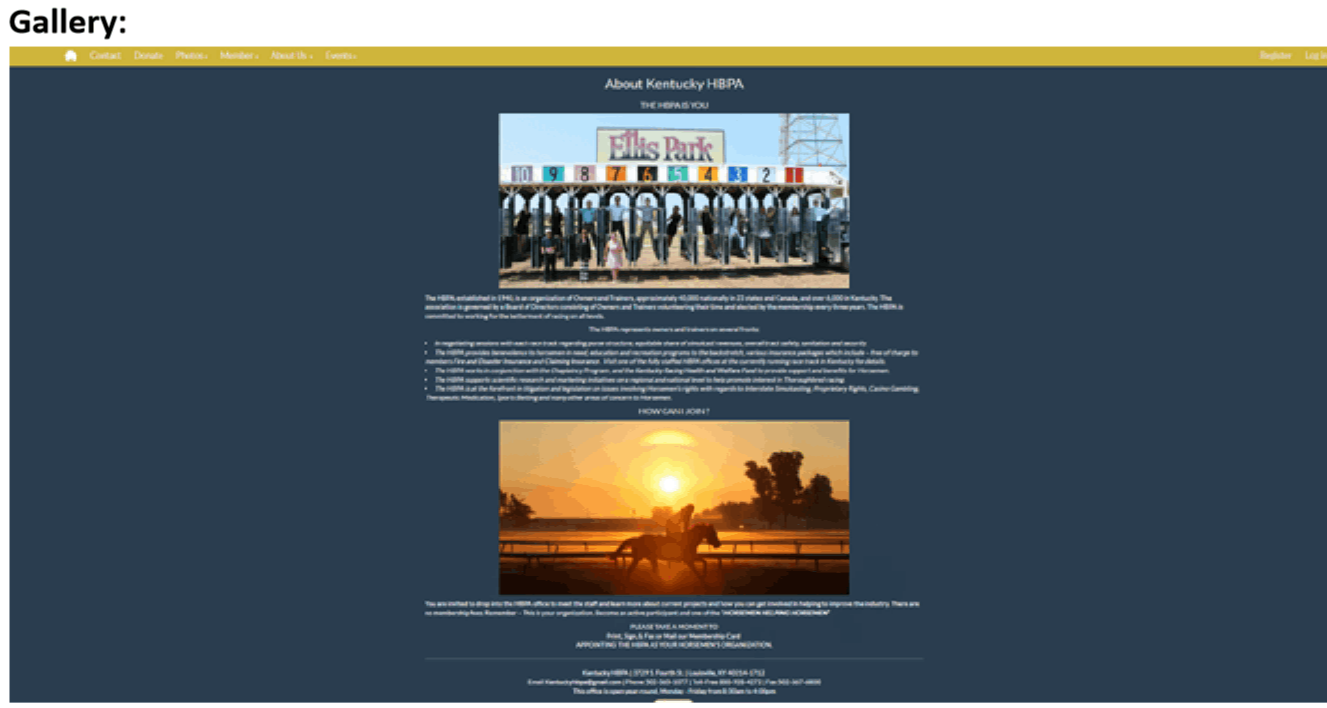 Gallery:
Contact Donate Photos Member About Us Events Register Log in
About Kentucky HBPA
THE HBPA IS YOU
Ellis Park
10 9 8 7 6 5 4 3 2 1
The HBPA, established in 1940, is an organization of Owners and Trainers, approximately 40,000 nationally in 23 states and Canada, and over 6,000 in Kentucky. The
association is governed by a Board of Directors consisting of Owners and Trainers volunteering their time and elected by the membership every three years. The HBPA is
committed to working for the betterment of racing on all levels.
The HBPA represents owners and trainers on several fronts:
• In negotiating sessions with each race track regarding purse structure, equitable share of simulcast revenues, overall track safety, sanitation and security
• The HBPA provides benevolence to horsemen in need, education and recreation programs to the backstretch, various insurance packages which include – free of charge to
members Fire and Disaster Insurance and Claiming Insurance. Visit one of the fully staffed HBPA offices at the currently running race track in Kentucky for details.
• The HBPA works in conjunction with the Chaplaincy Program, and the Kentucky Racing Health and Welfare Fund to provide support and benefits for Horsemen.
• The HBPA supports scientific research and marketing initiatives on a regional and national level to help promote interest in Thoroughbred racing
• The HBPA is at the forefront in litigation and legislation on issues involving Horsemen's rights with regards to Interstate Simulcasting, Proprietary Rights, Casino Gambling,
Therapeutic Medication, Sports Betting and many other areas of concern to Horsemen.
HOW CAN I JOIN?
You are invited to drop into the HBPA office to meet the staff and learn more about current projects and how you can get involved in helping to improve the industry. There are
no membership fees. Remember – This is your organization. Become an active participant and one of the "HORSEMEN HELPING HORSEMEN"
PLEASE TAKE A MOMENT TO
Print, Sign, & Fax or Mail our Membership Card
APPOINTING THE HBPA AS YOUR HORSEMEN'S ORGANIZATION.
Kentucky HBPA | 3729 S. Fourth St. | Louisville, KY 40214-1712
Email | Phone | Toll-Free | Fax
This office is open year-round, Monday - Friday from 8:30am to 4:00pm